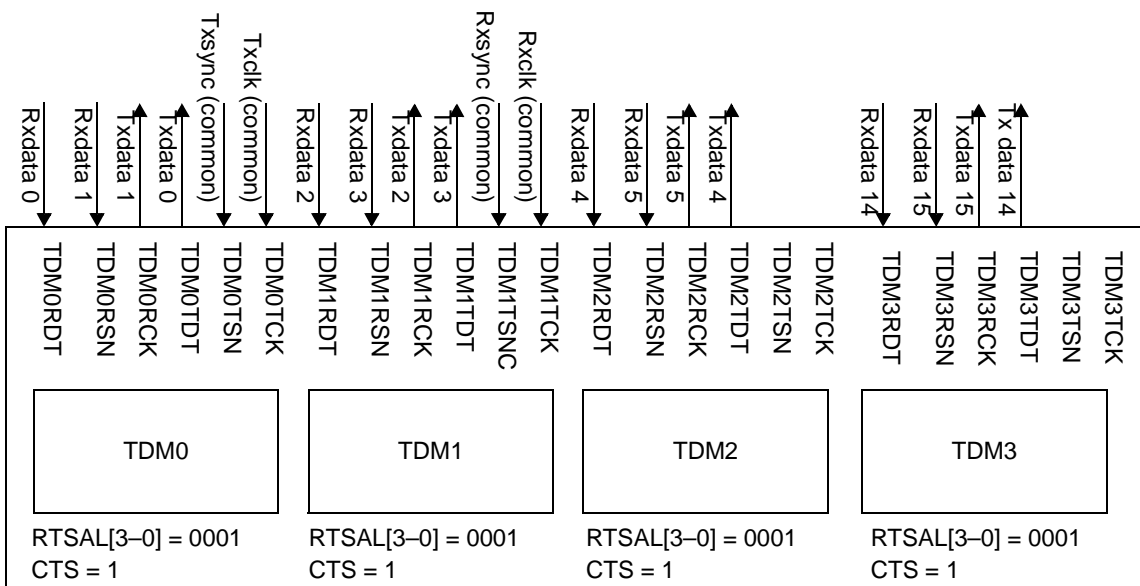 Rxdata 0
Rxdata 1
Txdata 1
Txdata 0
Txsync (common)
Txclk (common)
Rxdata 2
Rxdata 3
Txdata 2
Txdata 3
Rxsync (common)
Rxclk (common)
Rxdata 4
Rxdata 5
Txdata 5
Txdata 4
Rxdata 14
Rxdata 15
Txdata 15
Tx data 14
TDM0RDT
TDM0RSN
TDM0RCK
TDM0TDT
TDM0TSN
TDM0TCK
TDM1RDT
TDM1RSN
TDM1RCK
TDM1TDT
TDM1TSNC
TDM1TCK
TDM2RDT
TDM2RSN
TDM2RCK
TDM2TDT
TDM2TSN
TDM2TCK
TDM3RDT
TDM3RSN
TDM3RCK
TDM3TDT
TDM3TSN
TDM3TCK
TDM0
TDM1
TDM2
TDM3
RTSAL[3–0] = 0001
CTS = 1
RTSAL[3–0] = 0001
CTS = 1
RTSAL[3–0] = 0001
CTS = 1
RTSAL[3–0] = 0001
CTS = 1